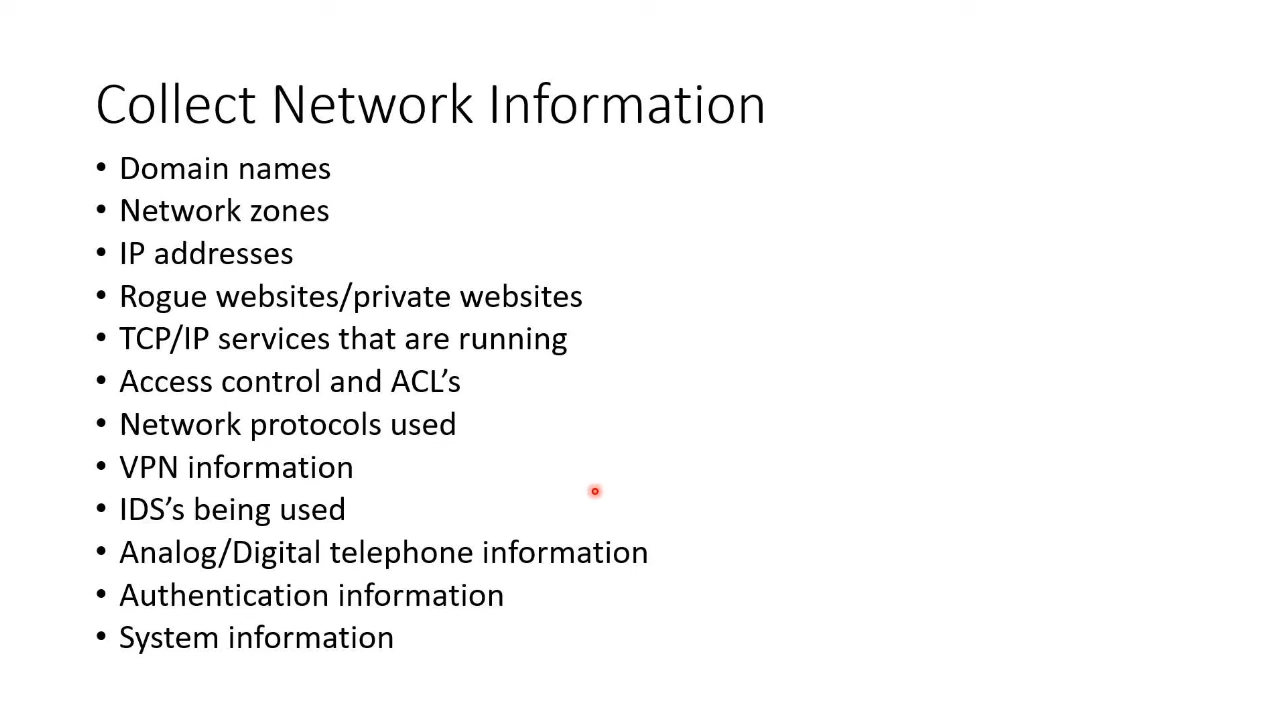 Collect Network Information
• Domain names
• Network zones
• IP addresses
• Rogue websites/private websites
• TCP/IP services that are running
• Access control and ACL’s
• Network protocols used
• VPN information
• IDS’s being used
• Analog/Digital telephone information
• Authentication information
• System information